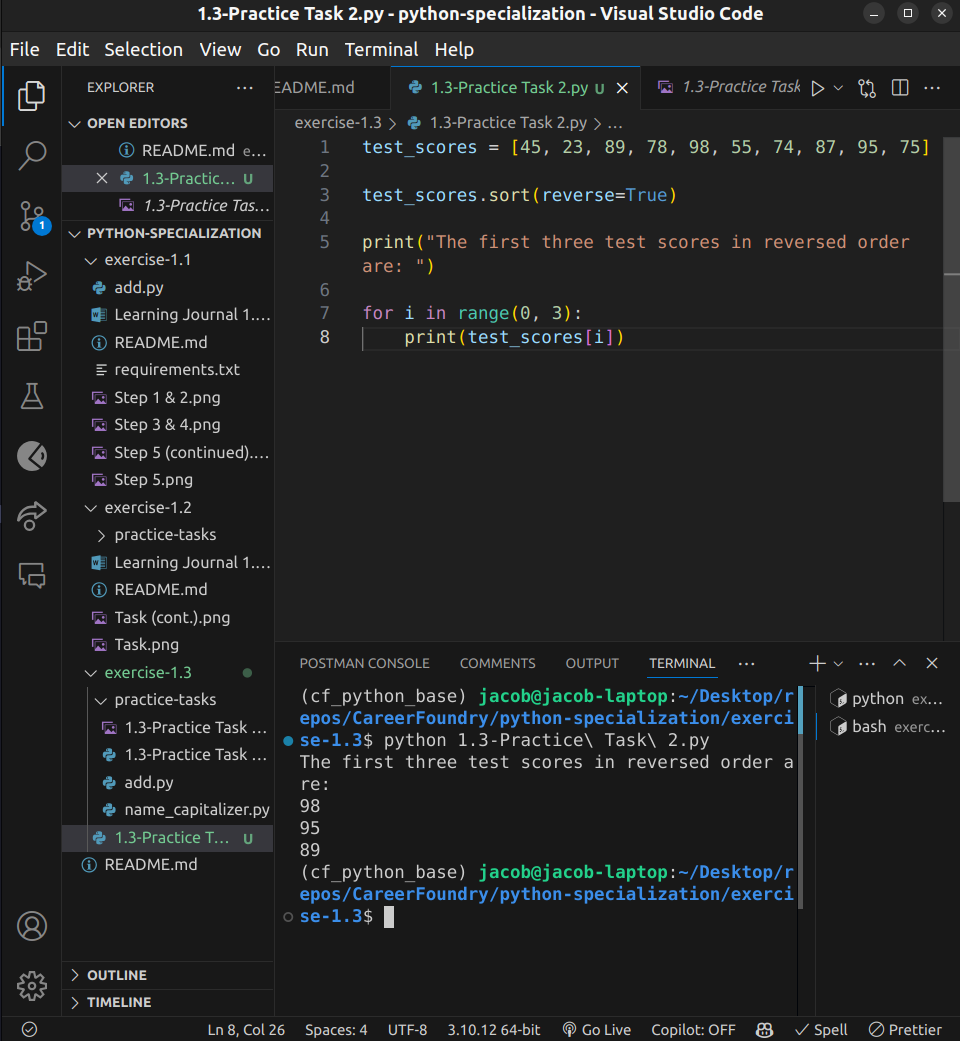 1.3-Practice Task 2.py - python-specialization - Visual Studio Code
File Edit Selection View Go Run Terminal Help
EXPLORER
OPEN EDITORS
README.md e...
1.3-Practic... U
1.3-Practice Tas...
PYTHON-SPECIALIZATION
exercise-1.1
add.py
Learning Journal 1....
README.md
requirements.txt
Step 1 & 2.png
Step 3 & 4.png
Step 5 (continued)....
Step 5.png
exercise-1.2
practice-tasks
Learning Journal 1....
README.md
Task (cont.).png
Task.png
exercise-1.3
practice-tasks
1.3-Practice Task ...
1.3-Practice Task ...
add.py
name_capitalizer.py
1.3-Practice T... U
README.md
OUTLINE
TIMELINE
1
EADME.md
1.3-Practice Task 2.py U
1.3-Practice Task
exercise-1.3 > 1.3-Practice Task 2.py > ...
1 test_scores = [45, 23, 89, 78, 98, 55, 74, 87, 95, 75]
2
3 test_scores.sort(reverse=True)
4
5 print("The first three test scores in reversed order
are: ")
6
7 for i in range(0, 3):
8     print(test_scores[i])
POSTMAN CONSOLE COMMENTS OUTPUT TERMINAL ...
(cf_python_base) jacob@jacob-laptop:~/Desktop/r
epos/CareerFoundry/python-specialization/exerci
se-1.3$ python 1.3-Practice\ Task\ 2.py
The first three test scores in reversed order a
re:
98
95
89
(cf_python_base) jacob@jacob-laptop:~/Desktop/r
epos/CareerFoundry/python-specialization/exerci
se-1.3$
python ex...
bash exerc...
Ln 8, Col 26 Spaces: 4 UTF-8 3.10.12 64-bit Go Live Copilot: OFF Spell Prettier